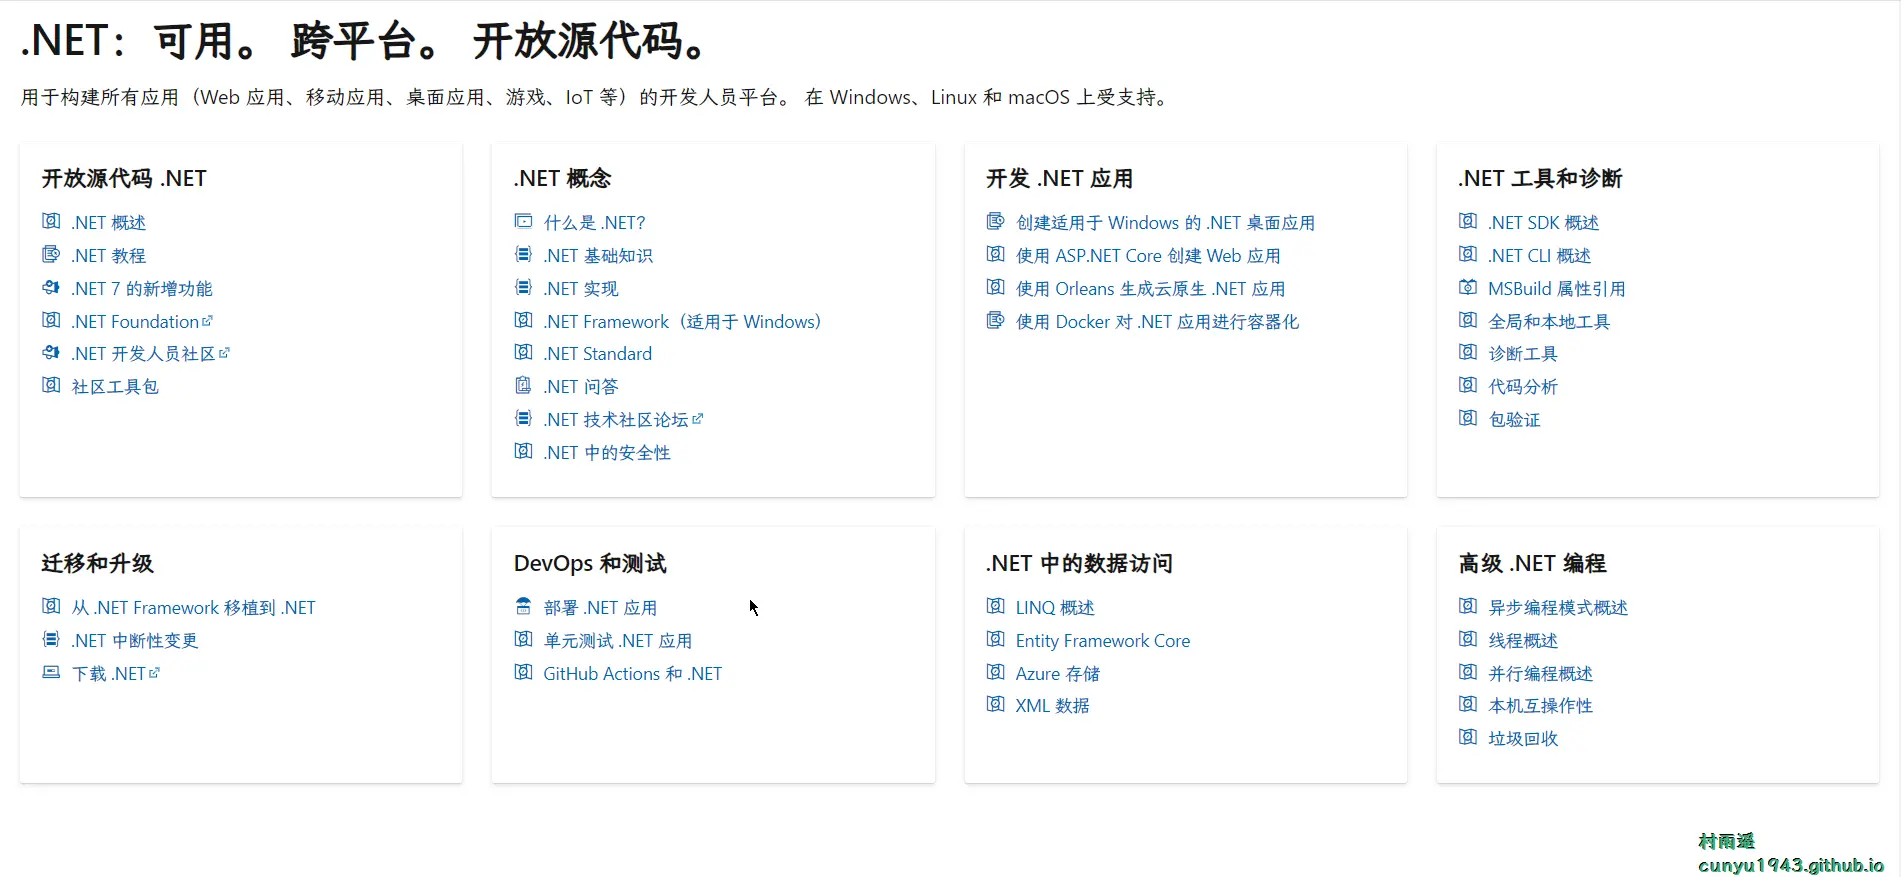 .NET：可用。 跨平台。 开放源代码。
用于构建所有应用（Web 应用、移动应用、桌面应用、游戏、IoT 等）的开发人员平台。 在 Windows、Linux 和 macOS 上受支持。
开放源代码 .NET
.NET 概述
.NET 教程
.NET 7 的新增功能
.NET Foundation
.NET 开发人员社区
社区工具包
.NET 概念
什么是 .NET？
.NET 基础知识
.NET 实现
.NET Framework（适用于 Windows）
.NET Standard
.NET 问答
.NET 技术社区论坛
.NET 中的安全性
开发 .NET 应用
创建适用于 Windows 的 .NET 桌面应用
使用 ASP.NET Core 创建 Web 应用
使用 Orleans 生成云原生 .NET 应用
使用 Docker 对 .NET 应用进行容器化
.NET 工具和诊断
.NET SDK 概述
.NET CLI 概述
MSBuild 属性引用
全局和本地工具
诊断工具
代码分析
包验证
迁移和升级
从 .NET Framework 移植到 .NET
.NET 中断性变更
下载 .NET
DevOps 和测试
部署 .NET 应用
单元测试 .NET 应用
GitHub Actions 和 .NET
.NET 中的数据访问
LINQ 概述
Entity Framework Core
Azure 存储
XML 数据
高级 .NET 编程
异步编程模式概述
线程概述
并行编程概述
本机互操作性
垃圾回收
村雨遥
cunyu1943.github.io